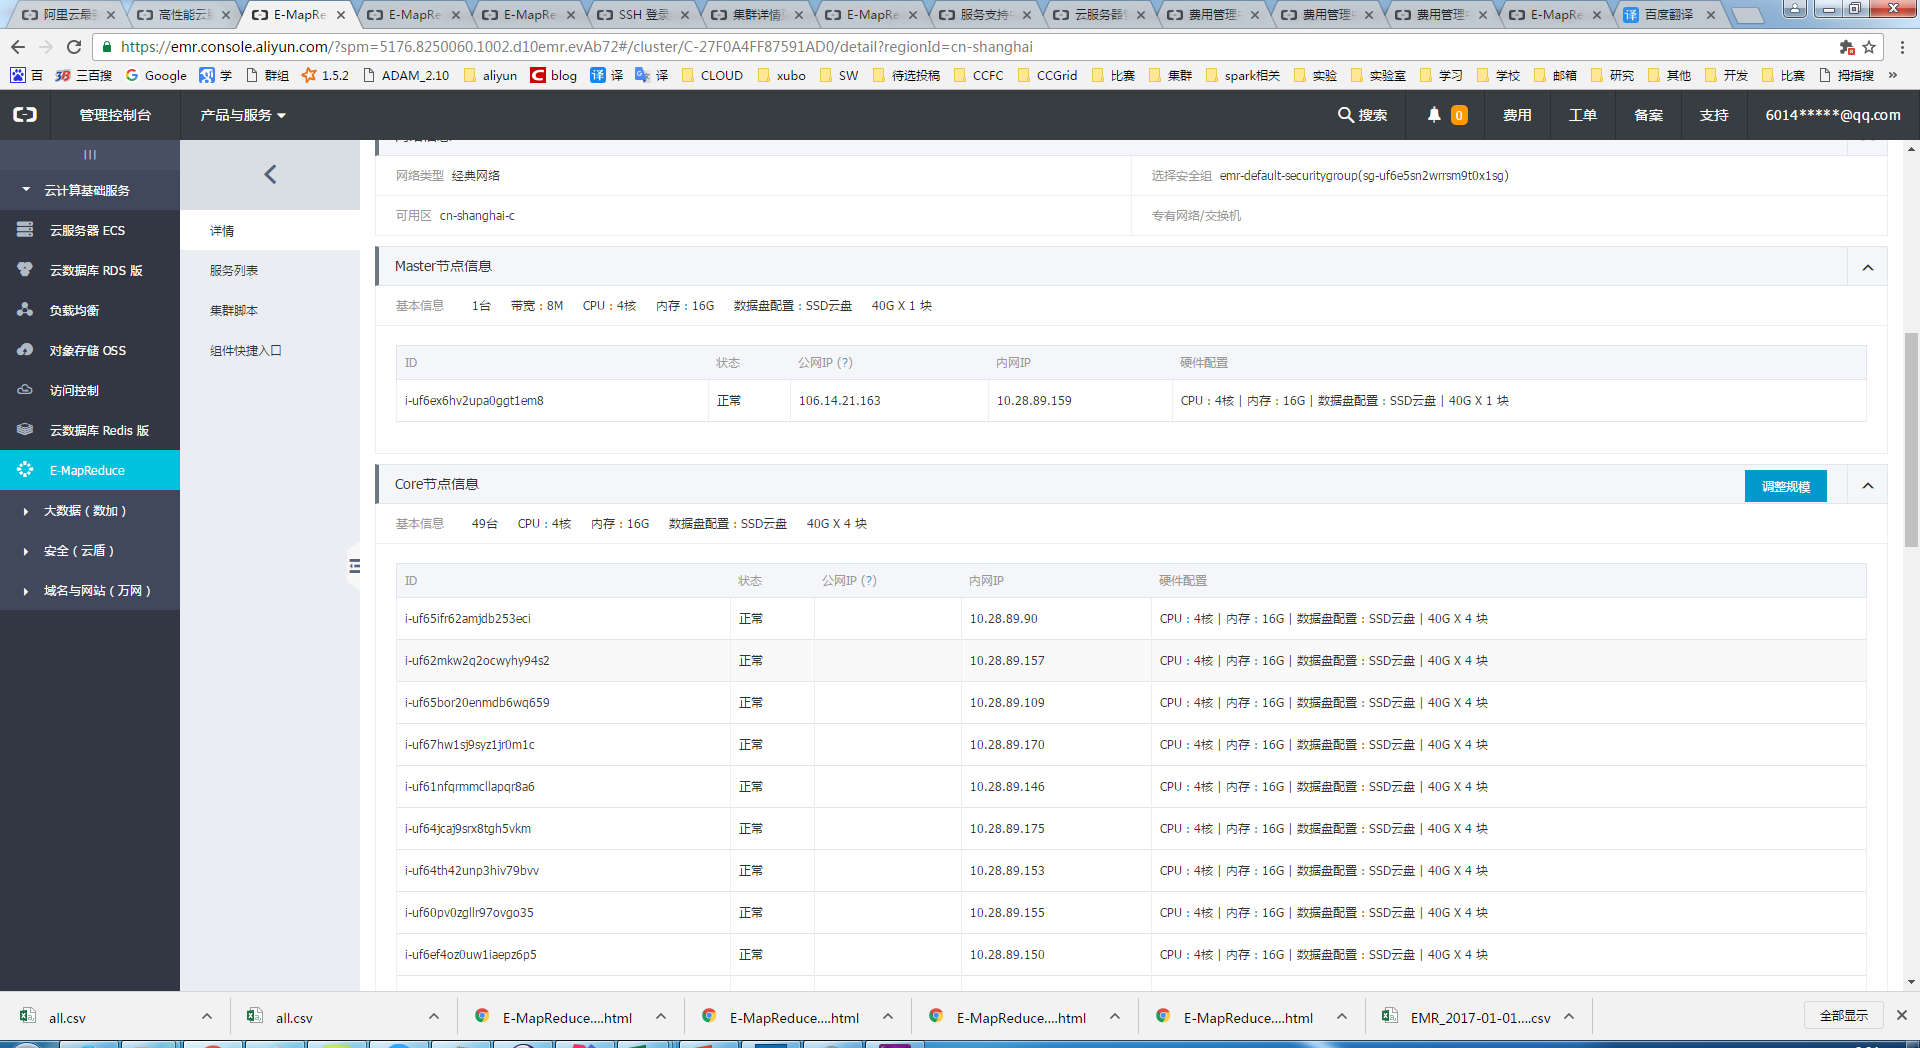 阿里云最新
高性能云服
E-MapRe
E-MapRe
E-MapRe
SSH 登录
集群详情页
E-MapRe
服务支持中
云服务器管
费用管理中
费用管理中
费用管理中
E-MapRe
百度翻译
https://emr.console.aliyun.com/?spm=5176.8250060.1002.d10emr.evAb72#/cluster/C-27F0A4FF87591AD0/detail?regionId=cn-shanghai
百 三百搜 Google 学 群组 1.5.2 ADAM_2.10 aliyun blog 译 译 CLOUD xubo SW 待选投稿 CCFC CCGrid 比赛 集群 spark相关 实验 实验室 学习 学校 邮箱 研究 其他 开发 比赛 拇指搜 »
管理控制台 产品与服务 搜索 0 费用 工单 备案 支持 6014*****@qq.com
云计算基础服务
云服务器 ECS
云数据库 RDS 版
负载均衡
对象存储 OSS
访问控制
云数据库 Redis 版
E-MapReduce
大数据（数加）
安全（云盾）
域名与网站（万网）
详情
服务列表
集群脚本
组件快捷入口
网络类型 经典网络 选择安全组 emr-default-securitygroup(sg-uf6e5sn2wrrsm9t0x1sg)
可用区 cn-shanghai-c 专有网络/交换机
Master节点信息
基本信息 1台 带宽：8M CPU：4核 内存：16G 数据盘配置：SSD云盘 40G X 1 块
ID 状态 公网IP (?) 内网IP 硬件配置
i-uf6ex6hv2upa0ggt1em8 正常 106.14.21.163 10.28.89.159 CPU：4核 | 内存：16G | 数据盘配置：SSD云盘 | 40G X 1 块
Core节点信息 调整规模
基本信息 49台 CPU：4核 内存：16G 数据盘配置：SSD云盘 40G X 4 块
ID 状态 公网IP (?) 内网IP 硬件配置
i-uf65ifr62amjdb253eci 正常 10.28.89.90 CPU：4核 | 内存：16G | 数据盘配置：SSD云盘 | 40G X 4 块
i-uf62mkw2q2ocwyhy94s2 正常 10.28.89.157 CPU：4核 | 内存：16G | 数据盘配置：SSD云盘 | 40G X 4 块
i-uf65bor20enmdb6wq659 正常 10.28.89.109 CPU：4核 | 内存：16G | 数据盘配置：SSD云盘 | 40G X 4 块
i-uf67hw1sj9syz1jr0m1c 正常 10.28.89.170 CPU：4核 | 内存：16G | 数据盘配置：SSD云盘 | 40G X 4 块
i-uf61nfqrmmcllapqr8a6 正常 10.28.89.146 CPU：4核 | 内存：16G | 数据盘配置：SSD云盘 | 40G X 4 块
i-uf64jcaj9srx8tgh5vkm 正常 10.28.89.175 CPU：4核 | 内存：16G | 数据盘配置：SSD云盘 | 40G X 4 块
i-uf64th42unp3hiv79bvv 正常 10.28.89.153 CPU：4核 | 内存：16G | 数据盘配置：SSD云盘 | 40G X 4 块
i-uf60pv0zgllr97ovgo35 正常 10.28.89.155 CPU：4核 | 内存：16G | 数据盘配置：SSD云盘 | 40G X 4 块
i-uf6ef4oz0uw1iaepz6p5 正常 10.28.89.150 CPU：4核 | 内存：16G | 数据盘配置：SSD云盘 | 40G X 4 块
all.csv all.csv E-MapReduce....html E-MapReduce....html E-MapReduce....html E-MapReduce....html EMR_2017-01-01....csv 全部显示